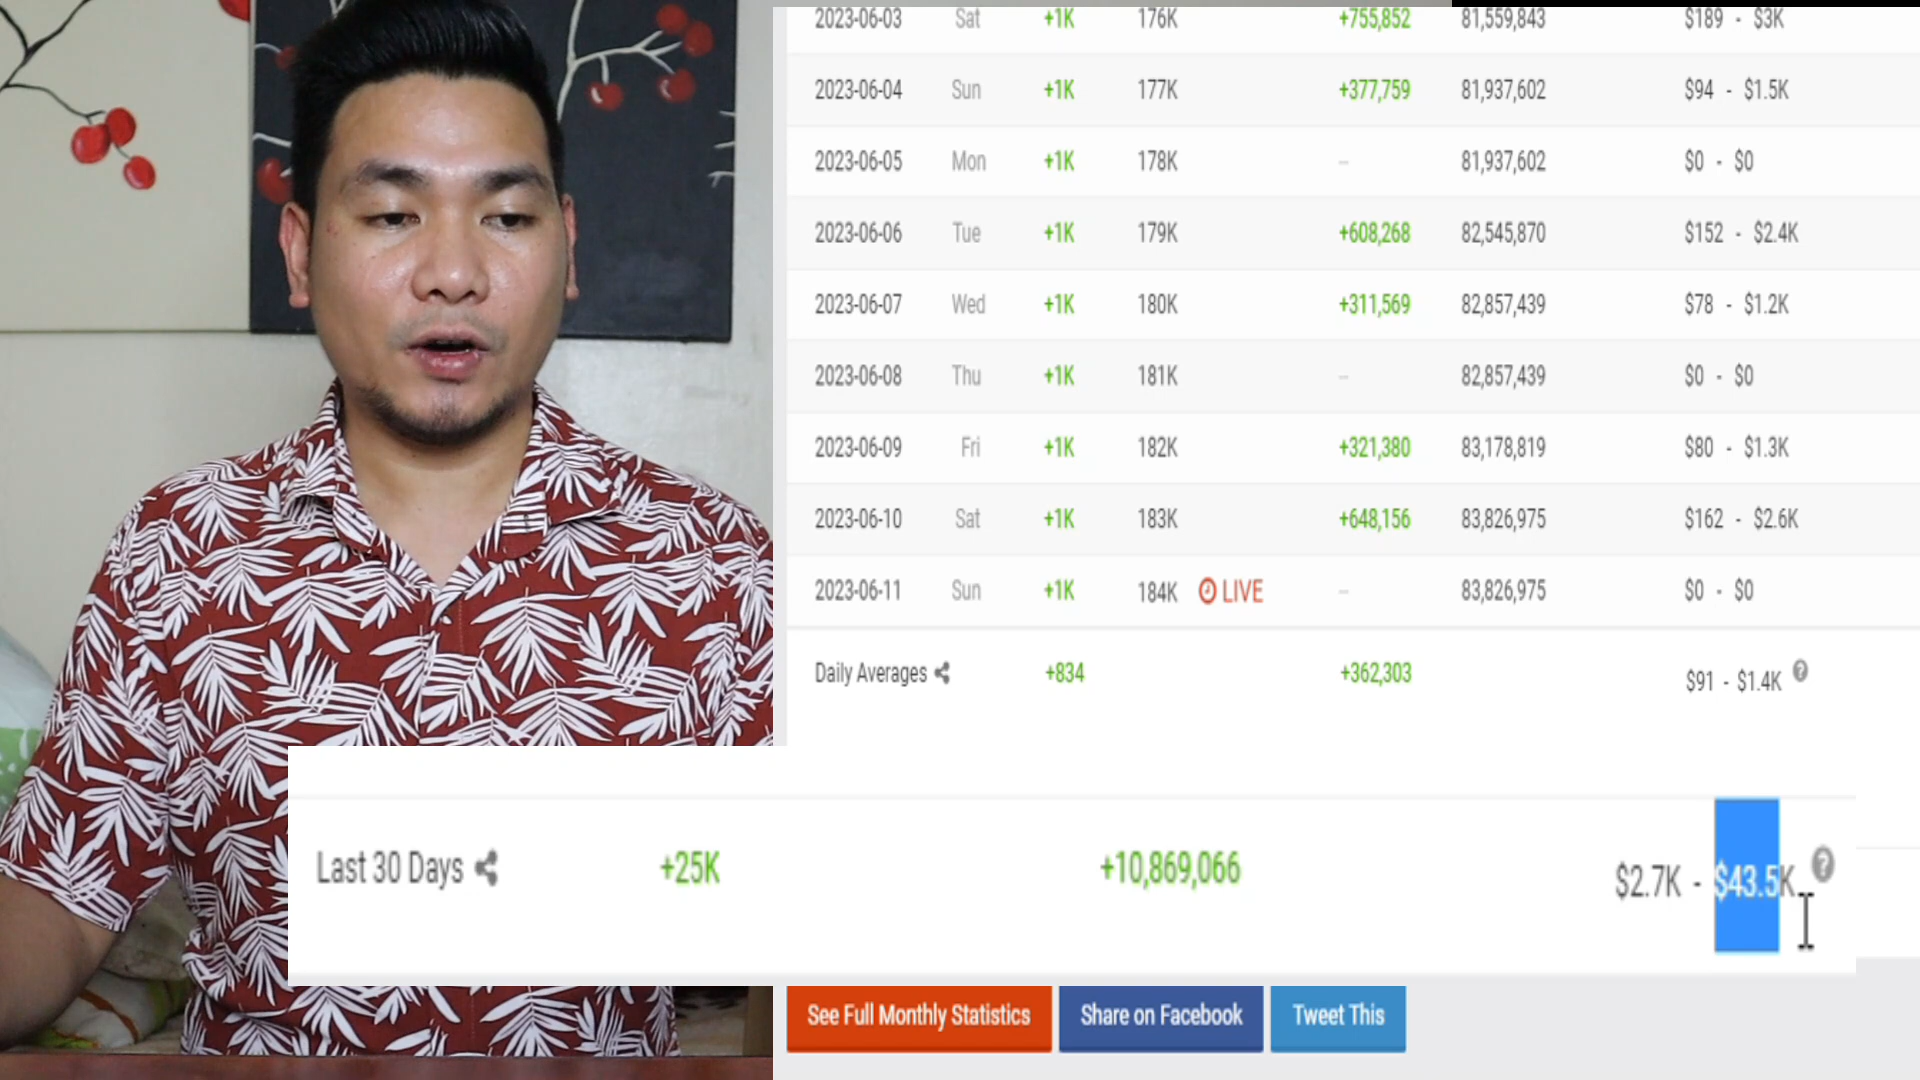 2023-06-03 Sat +1K 176K +755,852 81,559,843 $189 - $3K
2023-06-04 Sun +1K 177K +377,759 81,937,602 $94 - $1.5K
2023-06-05 Mon +1K 178K -- 81,937,602 $0 - $0
2023-06-06 Tue +1K 179K +608,268 82,545,870 $152 - $2.4K
2023-06-07 Wed +1K 180K +311,569 82,857,439 $78 - $1.2K
2023-06-08 Thu +1K 181K -- 82,857,439 $0 - $0
2023-06-09 Fri +1K 182K +321,380 83,178,819 $80 - $1.3K
2023-06-10 Sat +1K 183K +648,156 83,826,975 $162 - $2.6K
2023-06-11 Sun +1K 184K LIVE -- 83,826,975 $0 - $0
Daily Averages +834 +362,303 $91 - $1.4K ?
Last 30 Days +25K +10,869,066 $2.7K - $43.5K ?
See Full Monthly Statistics Share on Facebook Tweet This